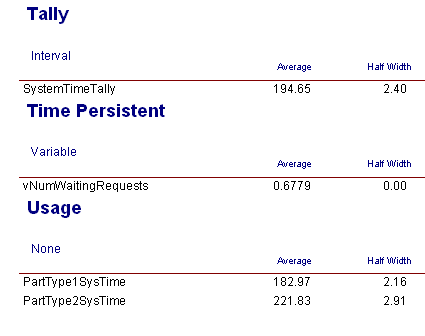 Tally
Interval
Average Half Width
SystemTimeTally 194.65 2.40
Time Persistent
Variable
Average Half Width
vNumWaitingRequests 0.6779 0.00
Usage
None
Average Half Width
PartType1SysTime 182.97 2.16
PartType2SysTime 221.83 2.91